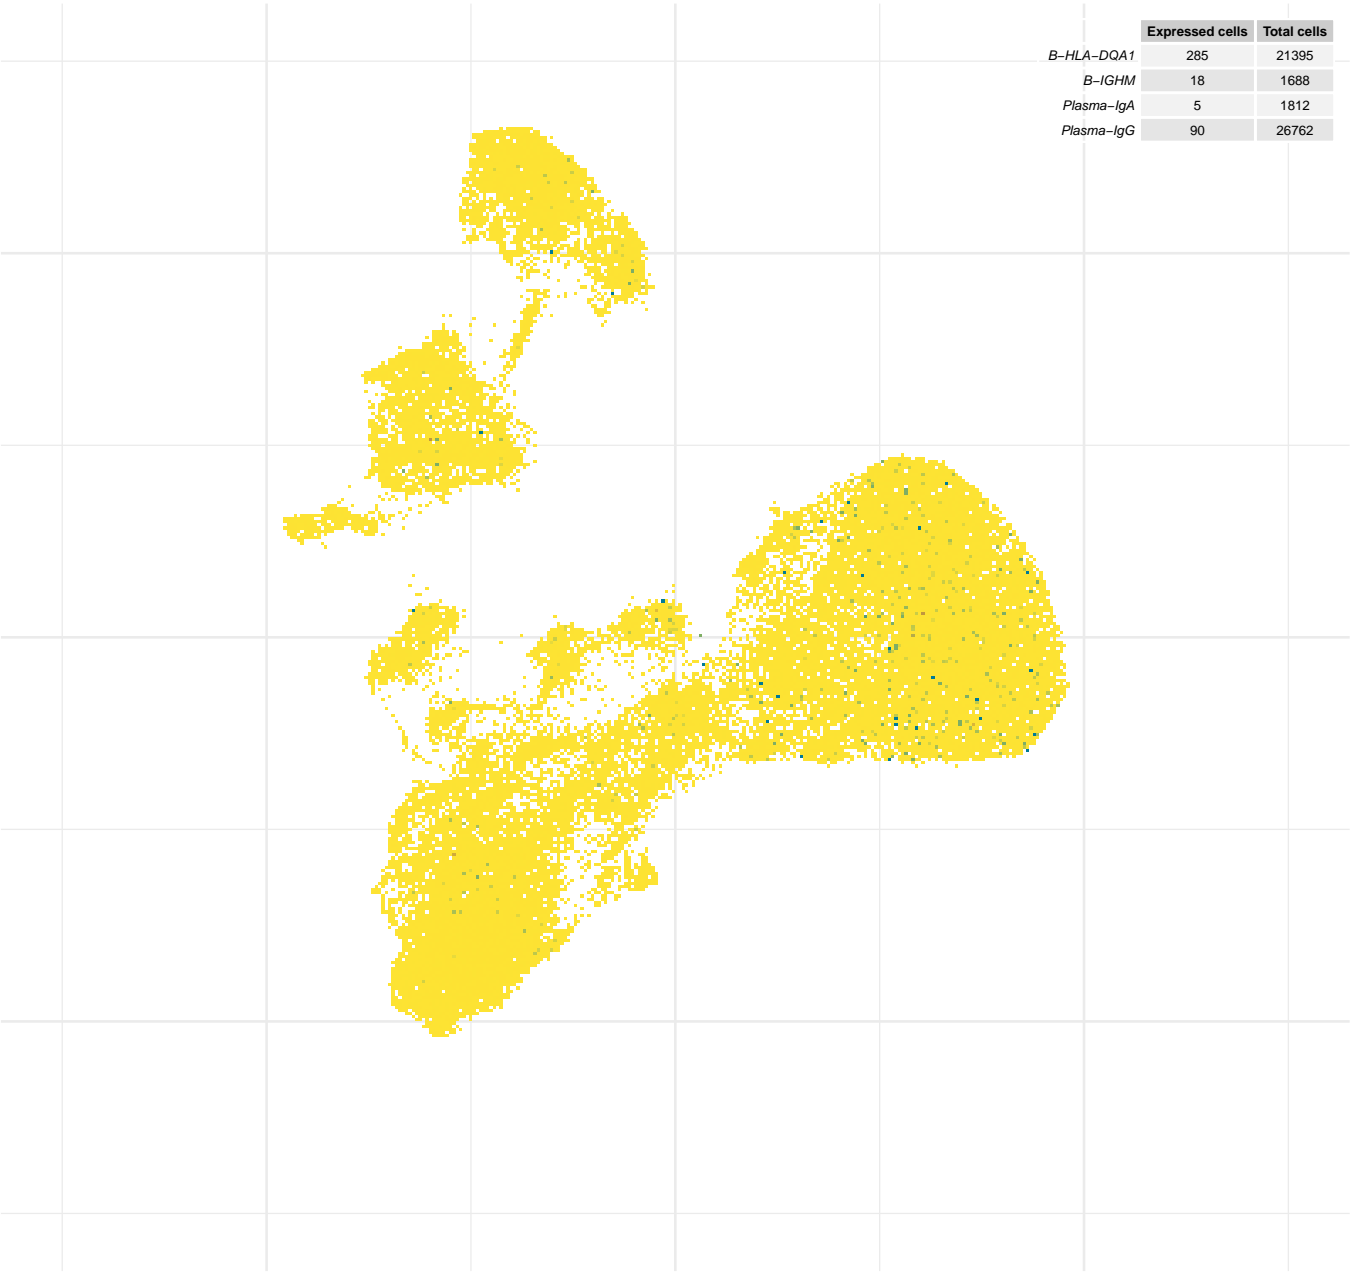 Expressed cells Total cells
B−HLA−DQA1 285 21395
B−IGHM 18 1688
Plasma−IgA 5 1812
Plasma−IgG 90 26762